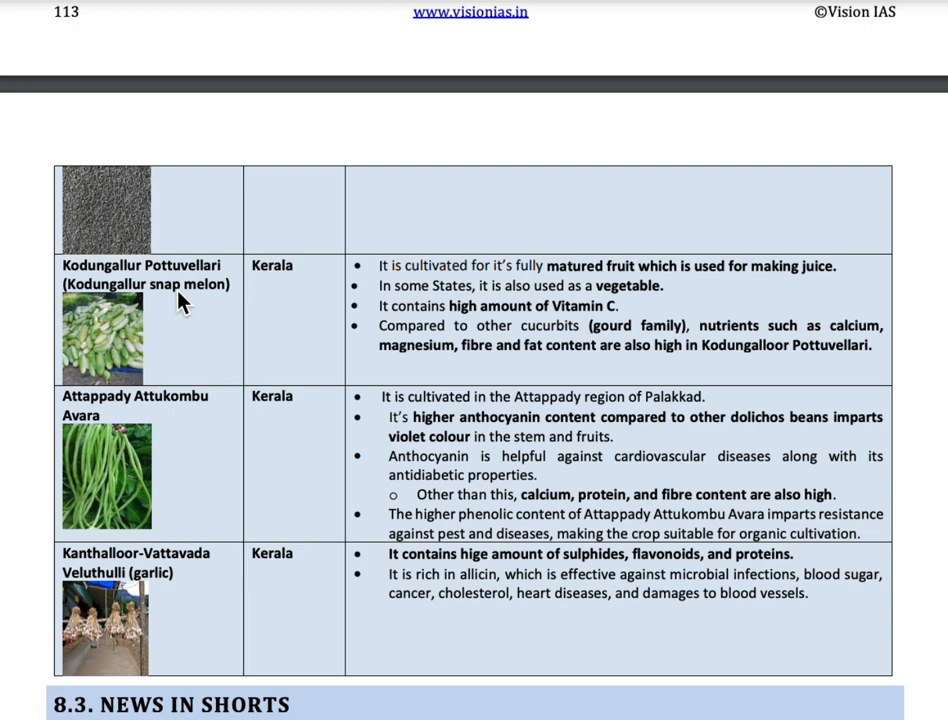 113 www.visionias.in ©Vision IAS
Kodungallur Pottuvellari
(Kodungallur snap melon)
Kerala
• It is cultivated for it’s fully matured fruit which is used for making juice.
• In some States, it is also used as a vegetable.
• It contains high amount of Vitamin C.
• Compared to other cucurbits (gourd family), nutrients such as calcium,
magnesium, fibre and fat content are also high in Kodungalloor Pottuvellari.
Attappady Attukombu
Avara
Kerala
• It is cultivated in the Attappady region of Palakkad.
• It’s higher anthocyanin content compared to other dolichos beans imparts
violet colour in the stem and fruits.
• Anthocyanin is helpful against cardiovascular diseases along with its
antidiabetic properties.
o Other than this, calcium, protein, and fibre content are also high.
• The higher phenolic content of Attappady Attukombu Avara imparts resistance
against pest and diseases, making the crop suitable for organic cultivation.
Kanthalloor-Vattavada
Veluthulli (garlic)
Kerala
• It contains hige amount of sulphides, flavonoids, and proteins.
• It is rich in allicin, which is effective against microbial infections, blood sugar,
cancer, cholesterol, heart diseases, and damages to blood vessels.
8.3. NEWS IN SHORTS